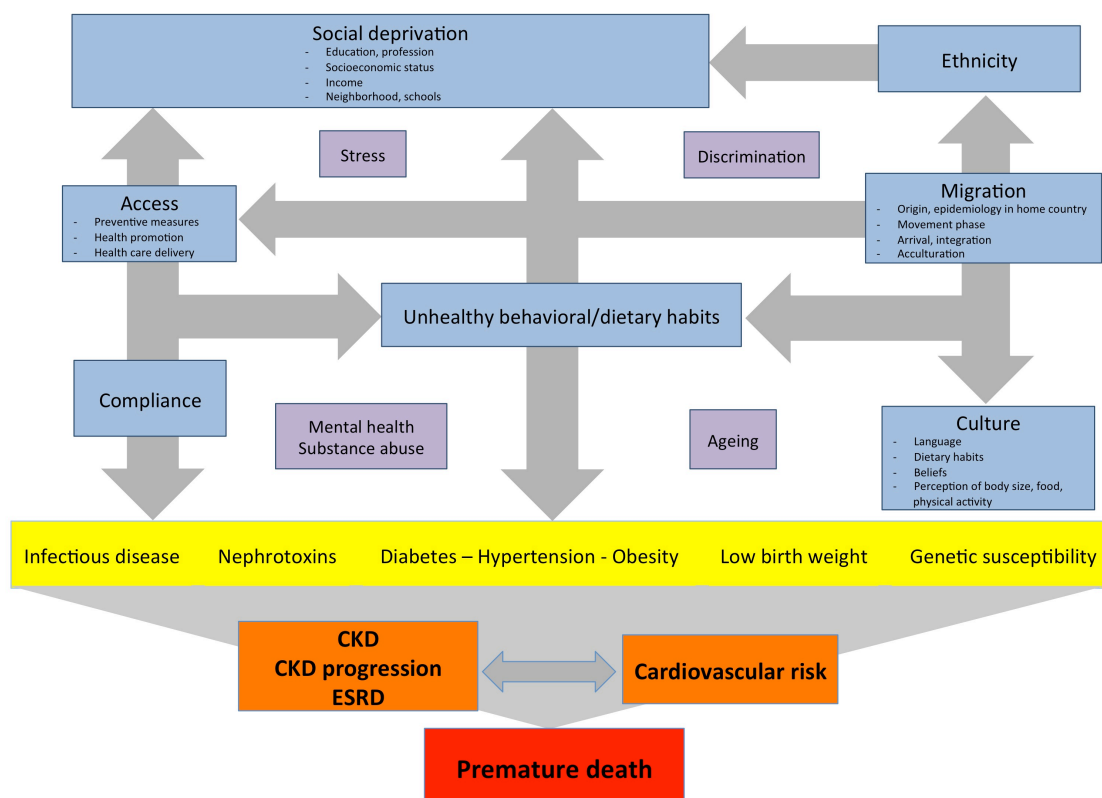 Social deprivation
- Education, profession
- Socioeconomic status
- Income
- Neighborhood, schools
Ethnicity
Stress
Discrimination
Access
- Preventive measures
- Health promotion
- Health care delivery
Migration
- Origin, epidemiology in home country
- Movement phase
- Arrival, integration
- Acculturation
Unhealthy behavioral/dietary habits
Compliance
Mental health
Substance abuse
Ageing
Culture
- Language
- Dietary habits
- Beliefs
- Perception of body size, food,
physical activity
Infectious disease Nephrotoxins Diabetes – Hypertension - Obesity Low birth weight Genetic susceptibility
CKD
CKD progression
ESRD
Cardiovascular risk
Premature death